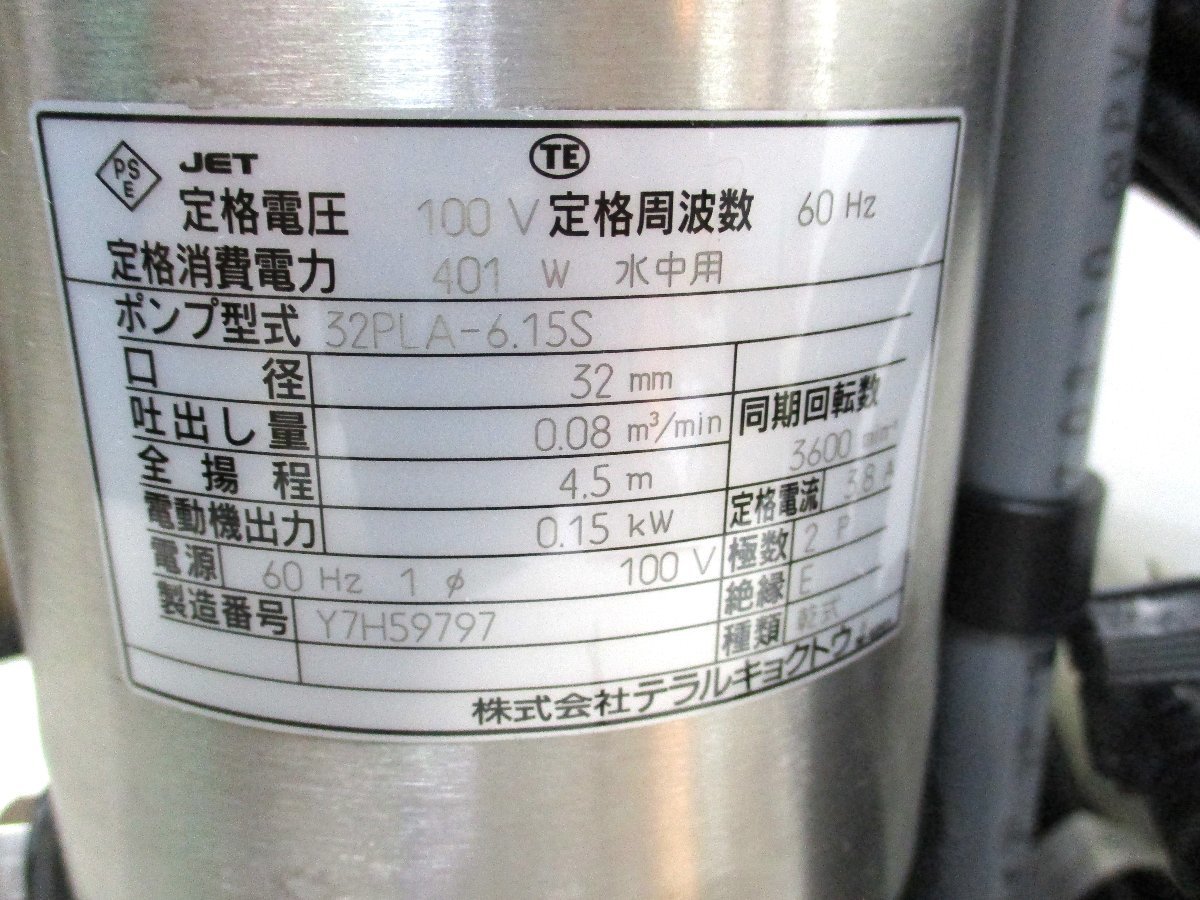 PSE JET TE
定格電圧 100 V 定格周波数 60 Hz
定格消費電力 401 W 水中用
ポンプ型式 32PLA-6.15S
口径 32 mm
吐出し量 0.08 m³/min
同期回転数 3600 min⁻¹
全揚程 4.5 m
定格電流 3.8 A
電動機出力 0.15 kW
極数 2 P
電源 60 Hz 1 ø 100 V
絶縁 E
製造番号 Y7H59797
種類 乾式
株式会社テラルキョクトウ